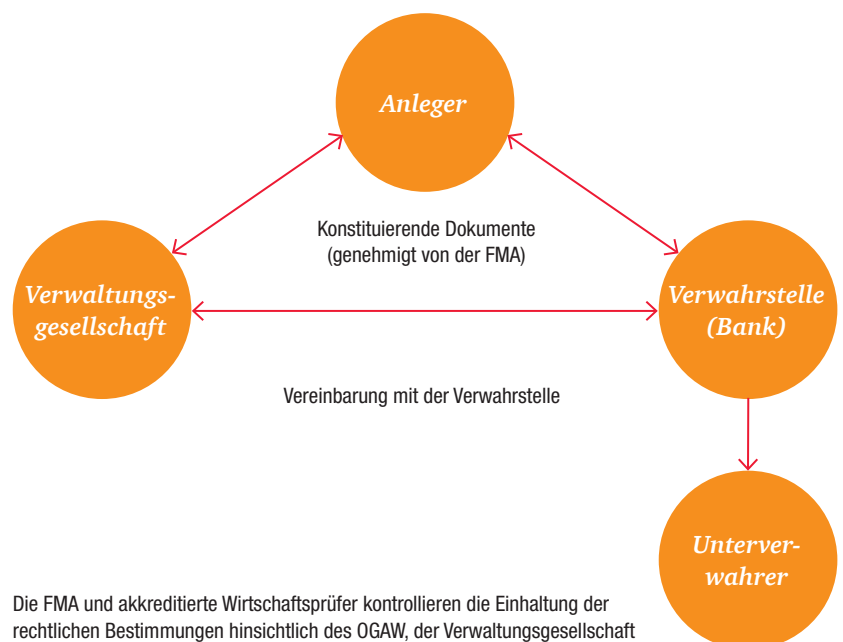 Anleger
Konstituierende Dokumente
(genehmigt von der FMA)
Verwaltungs-
gesellschaft
Verwahrstelle
(Bank)
Vereinbarung mit der Verwahrstelle
Unterver-
wahrer
Die FMA und akkreditierte Wirtschaftsprüfer kontrollieren die Einhaltung der
rechtlichen Bestimmungen hinsichtlich des OGAW, der Verwaltungsgesellschaft